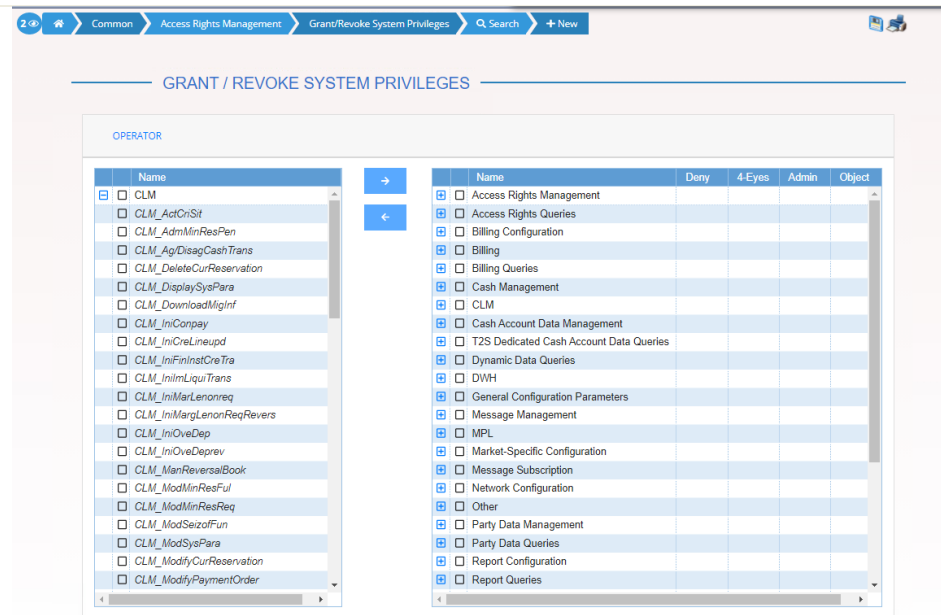 2 Common Access Rights Management Grant/Revoke System Privileges Search + New
GRANT / REVOKE SYSTEM PRIVILEGES
OPERATOR
Name
CLM
CLM_ActCriSit
CLM_AdmMinResPen
CLM_Ag/DisagCashTrans
CLM_DeleteCurReservation
CLM_DisplaySysPara
CLM_DownloadMigInf
CLM_IniConpay
CLM_IniCreLineupd
CLM_IniFinInstCreTra
CLM_IniImLiquiTrans
CLM_IniMarLenonreq
CLM_IniMargLenonReqRevers
CLM_IniOveDep
CLM_IniOveDeprev
CLM_ManReversalBook
CLM_ModMinResFul
CLM_ModMinResReq
CLM_ModSeizofFun
CLM_ModSysPara
CLM_ModifyCurReservation
CLM_ModifyPaymentOrder
Name Deny 4-Eyes Admin Object
Access Rights Management
Access Rights Queries
Billing Configuration
Billing
Billing Queries
Cash Management
CLM
Cash Account Data Management
T2S Dedicated Cash Account Data Queries
Dynamic Data Queries
DWH
General Configuration Parameters
Message Management
MPL
Market-Specific Configuration
Message Subscription
Network Configuration
Other
Party Data Management
Party Data Queries
Report Configuration
Report Queries